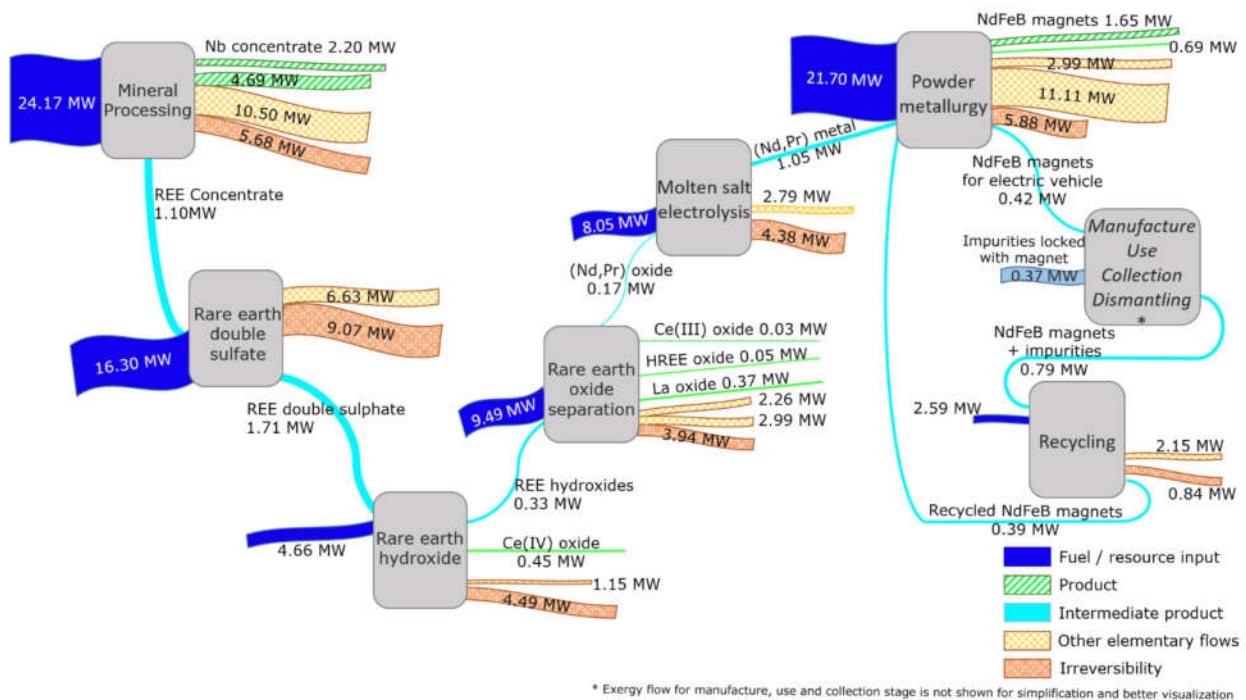 24.17 MW
Mineral
Processing
Nb concentrate 2.20 MW
4.69 MW
10.50 MW
5.68 MW
REE Concentrate
1.10MW
16.30 MW
Rare earth
double
sulfate
6.63 MW
9.07 MW
REE double sulphate
1.71 MW
4.66 MW
Rare earth
hydroxide
Ce(IV) oxide
0.45 MW
1.15 MW
4.49 MW
REE hydroxides
0.33 MW
9.49 MW
Rare earth
oxide
separation
Ce(III) oxide 0.03 MW
HREE oxide 0.05 MW
La oxide 0.37 MW
2.26 MW
2.99 MW
3.94 MW
(Nd,Pr) oxide
0.17 MW
8.05 MW
Molten salt
electrolysis
2.79 MW
4.38 MW
(Nd,Pr) metal
1.05 MW
21.70 MW
Powder
metallurgy
NdFeB magnets 1.65 MW
0.69 MW
2.99 MW
11.11 MW
5.88 MW
NdFeB magnets
for electric vehicle
0.42 MW
Impurities locked
with magnet
0.37 MW
Manufacture
Use
Collection
Dismantling
*
NdFeB magnets
+ impurities
0.79 MW
2.59 MW
Recycling
2.15 MW
0.84 MW
Recycled NdFeB magnets
0.39 MW
Fuel / resource input
Product
Intermediate product
Other elementary flows
Irreversibility
* Exergy flow for manufacture, use and collection stage is not shown for simplification and better visualization